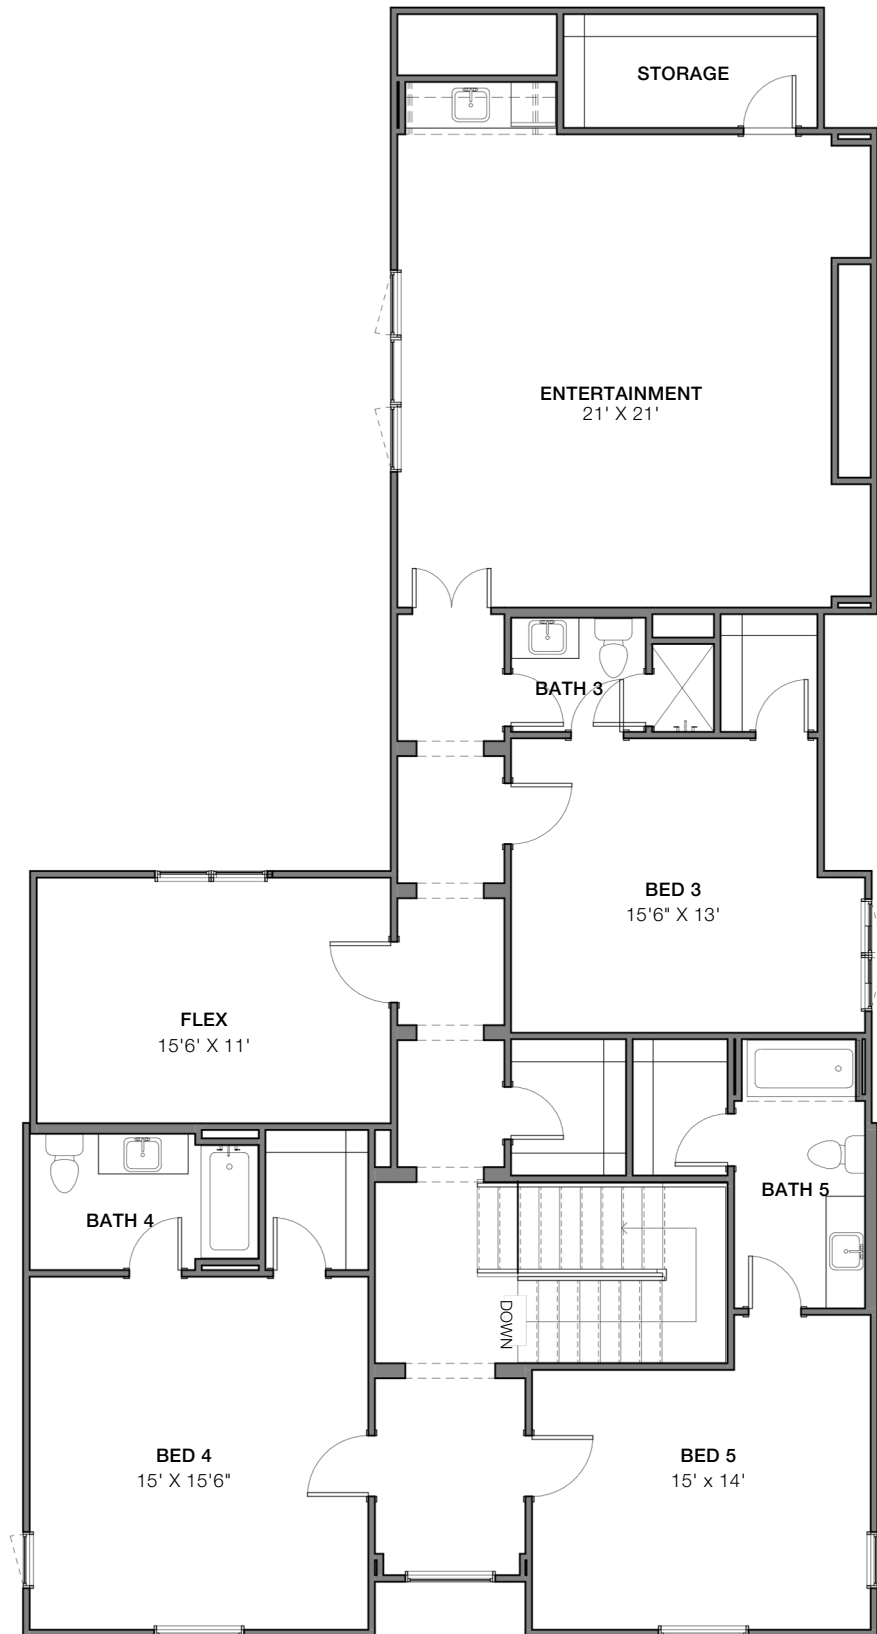 STORAGE
ENTERTAINMENT
21' X 21'
BATH 3
BED 3
15'6" X 13'
FLEX
15'6' X 11'
BATH 4
BATH 5
DOWN
BED 4
15' X 15'6"
BED 5
15' x 14'